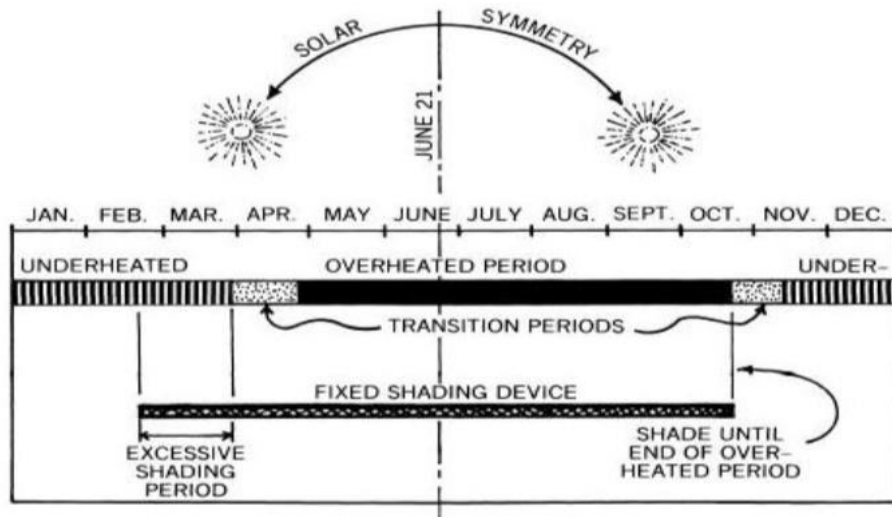 SOLAR SYMMETRY
JUNE 21
JAN. FEB. MAR. APR. MAY JUNE JULY AUG. SEPT. OCT. NOV. DEC.
UNDERHEATED OVERHEATED PERIOD UNDER-
TRANSITION PERIODS
FIXED SHADING DEVICE
EXCESSIVE
SHADING
PERIOD
SHADE UNTIL
END OF OVER-
HEATED PERIOD